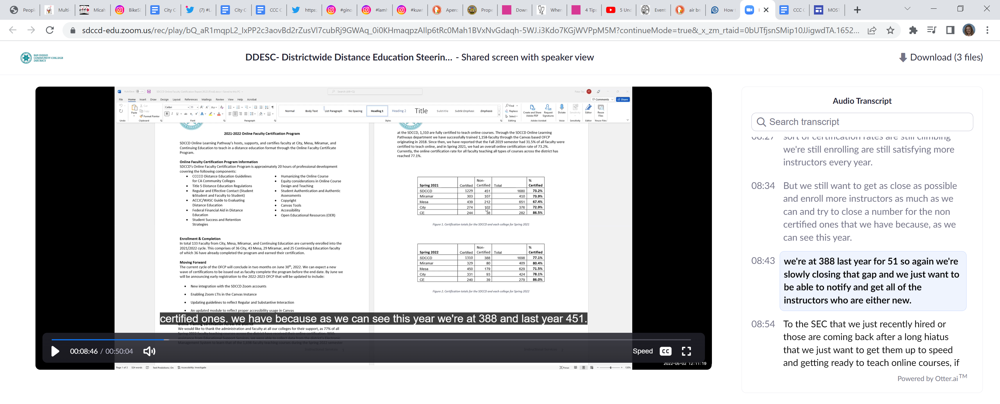 Peopl
Multi-
Micah
BikeSI
City C
(7) #L
City C
CCC C
https:
#gino
#lamh
#kuwt
Apero
Prope
Down
When
4 Tips
5 Und
Event
air bn
How t
CCC C
MOST
sdccd-edu.zoom.us/rec/play/bQ_aR1mqpL2_IxPP2c3aovBd2rZusVl7cubRj9GWAq_0i0KHmaqpzAIlp6tRc0Mah1BVxNvGdaqh-5WJ.i3Kdo7KGjWVPpM5M?continueMode=true&_x_zm_rtaid=0bUTfjsnSMip10JJigwdTA.1652...
SAN DIEGO
COMMUNITY COLLEGE
DISTRICT
DDESC- Districtwide Distance Education Steerin... - Shared screen with speaker view
Download (3 files)
AutoSave Off SDCCD Online Faculty Certification Report 2022 (Final).docx • Saved to this PC
Search (Alt+Q)
Peter Tea PT
File Home Insert Draw Design Layout References Mailings Review View Help Acrobat
Comments Share
Paste Cut Copy Format Painter
Calibri 11
Normal Body Text List Paragraph No Spacing Heading 1 Heading 2 Title Subtitle Subtle Emphasi Emphasis
Find Replace Select
Create and Share Adobe PDF Request Signatures Dictate Sensitivity Editor Reuse Files
Undo Clipboard Font Paragraph Styles Editing Adobe Acrobat Voice Sensitivity Editor Reuse Files
2021-2022 Online Faculty Certification Program
SDCCD Online Learning Pathway's hosts, supports, and certifies faculty at City, Mesa, Miramar, and
Continuing Education to teach in a distance education format through the Online Faculty Certificate
Program.
Online Faculty Certification Program Information
SDCCD's Online Faculty Certification Program is approximately 20 hours of professional development
covering the following components:
• CCCCO Distance Education Guidelines
for CA Community Colleges
• Title 5 Distance Education Regulations
• Regular and Effective Contact (Student
toStudent and Faculty to Student)
• ACCJC/WASC Guide to Evaluating
Distance Education
• Federal Financial Aid in Distance
Education
• Student Success and Retention
Strategies
• Humanizing the Online Course
• Equity considerations in Online Course
Design and Teaching
• Student Authentication and Authentic
Assessments
• Copyright
• Canvas Tools
• Accessibility
• Open Educational Resources (OER)
Enrollment & Completion
In total 133 Faculty from City, Mesa, Miramar, and Continuing Education are currently enrolled into the
2021/2022 cycle. This comprises of 36 City, 43 Mesa, 29 Miramar, and 25 Continuing Education faculty
of which 36 have already completed the program and earned their certification.
Moving Forward
The current cycle of the OFCP will conclude in two months on June 30th, 2022. We can expect a new
wave of certifications to be issued out as faculty complete the program before the end date. By June we
will be announcing early registration to the 2022-2023 OFCP that will be updated to include:
• New integration with the SDCCD Zoom accounts
• Enabling Zoom LTIs in the Canvas Instance
• Updating guidelines to reflect Regular and Substantive Interaction
• An updated module to reflect proper accessibility usage in Canvas
Online Training Certification Across the District
We would like to thank the administration and faculty at all our colleges for their support, as 77% of all
Spring 2022 faculty teaching courses across the district have received their online certification. With
assistance from Educational Support Services, we were able to collect data from the district's Electronic
Management System to learn that of the 1,698-faculty teaching courses during the Spring 2022 semester
Instructional Services 1
at the SDCCD, 1,310 are fully certified to teach online courses. Through the SDCCD Online Learning
Pathways department we have successfully trained 1,158-faculty through the Canvas based OFCP
originating in 2018. Since then, we have reported that the Fall 2019 semester had 31.5% of all faculty were
certified to teach online, and in Spring 2021, we had an overall online certification rate of 73.2%.
Currently, the online certification rate for all faculty teaching all types of courses across the district has
reached 77.1%.
Spring 2021 Certified Non-Certified Total % Certified
SDCCD 1229 451 1680 73.2%
Miramar 303 107 410 73.9%
Mesa 439 212 651 67.4%
City 274 102 376 72.9%
CE 244 38 282 86.5%
Figure 1. Certification totals for the SDCCD and each college for Spring 2021
Spring 2022 Certified Non-Certified Total % Certified
SDCCD 1310 388 1698 77.1%
Miramar 329 80 409 80.4%
Mesa 450 179 629 71.5%
City 331 93 424 78.1%
CE 240 39 279 86.0%
Figure 2. Certification totals for the SDCCD and each college for Spring 2022
Instructional Services 2
certified ones. we have because as we can see this year we're at 388 and last year 451.
00:08:46 / 00:50:04
Speed CC
2022-05-02 12:11:19
Page 1 of 3 524 words Text Predictions: On Accessibility: Investigate
Focus 130%
Audio Transcript
Search transcript
08:27 sort of certification rates are still climbing
we're still enrolling are still satisfying more
instructors every year.
08:34 But we still want to get as close as possible
and enroll more instructors as much as we
can and try to close a number for the non
certified ones that we have because, as we
can see this year.
08:43 we're at 388 last year for 51 so again we're
slowly closing that gap and we just want to
be able to notify and get all of the
instructors who are either new.
08:54 To the SEC that we just recently hired or
those are coming back after a long hiatus
that we just want to get them up to speed
and getting ready to teach online courses, if
Powered by Otter.ai TM